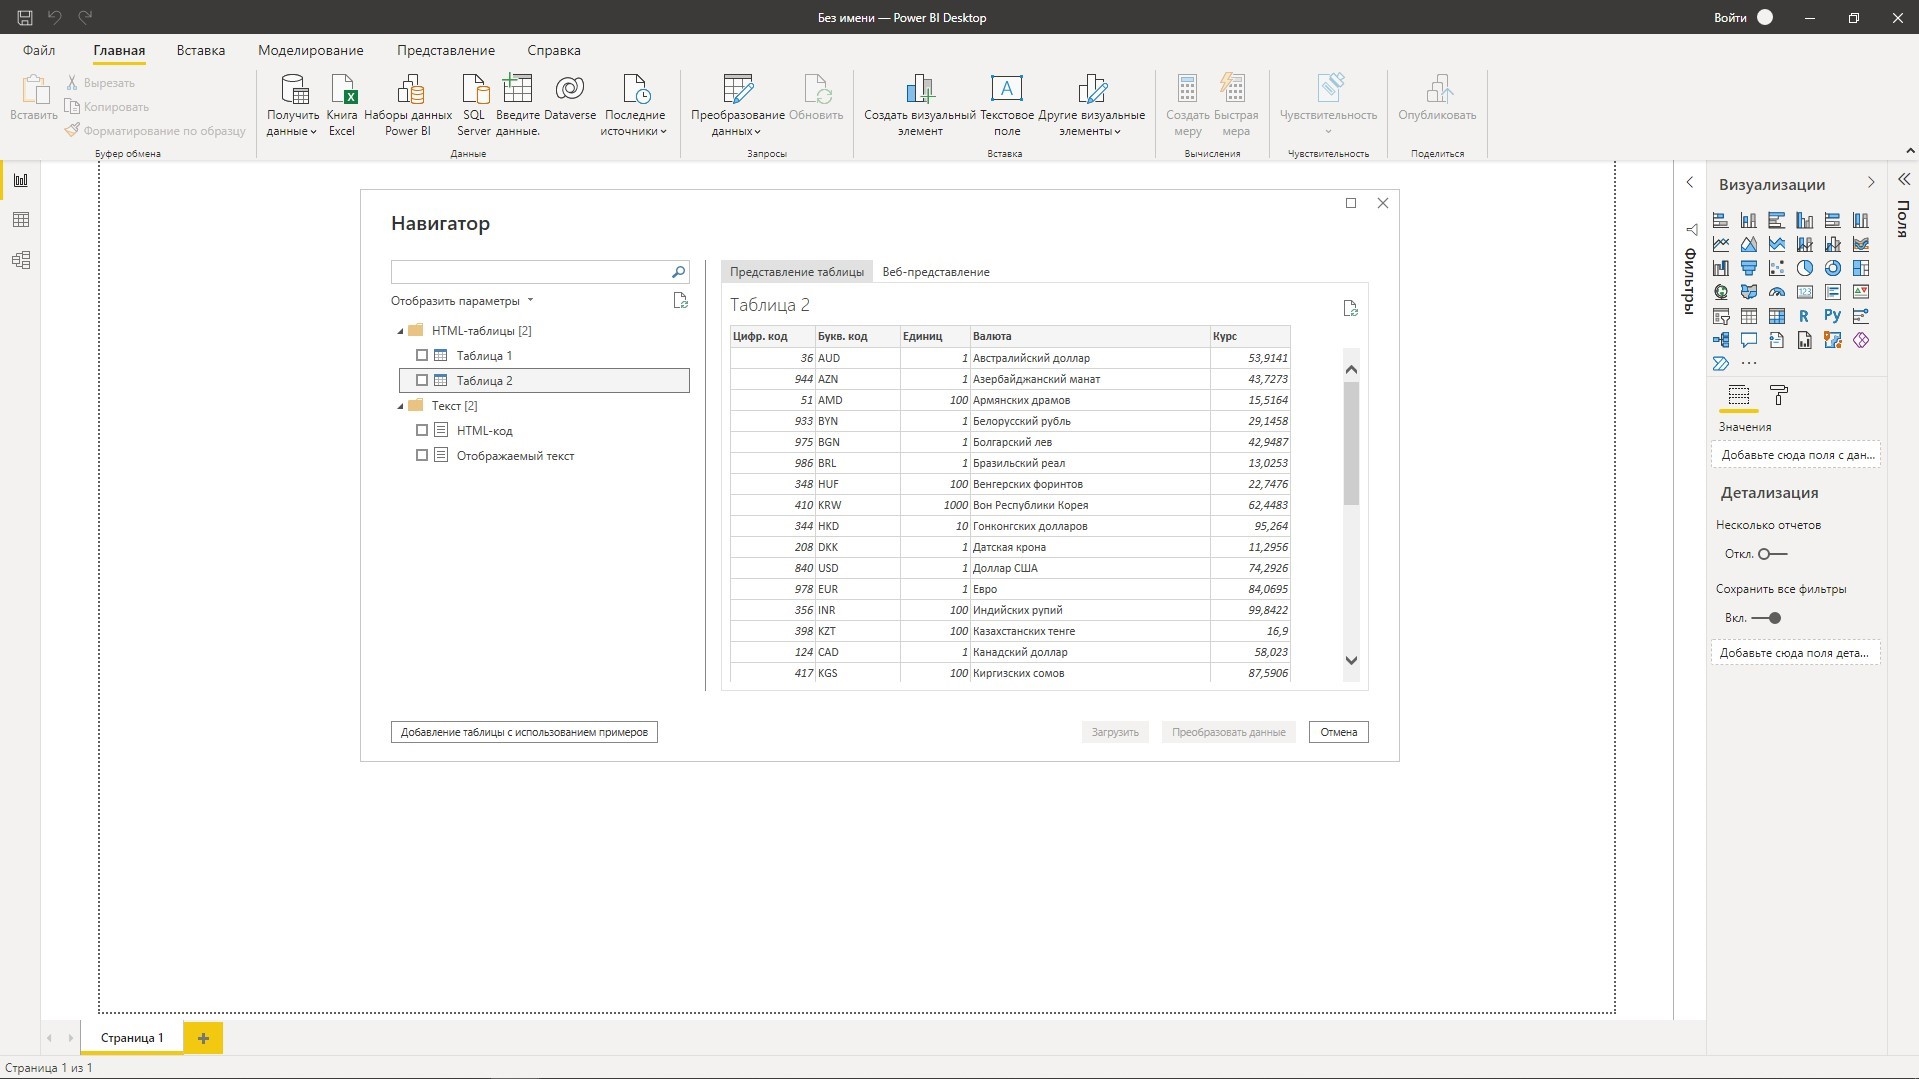 Без имени — Power BI Desktop
Войти
Файл
Главная
Вставка
Моделирование
Представление
Справка
Вставить
Вырезать
Копировать
Форматирование по образцу
Буфер обмена
Получить данные
Книга Excel
Наборы данных Power BI
SQL Server
Введите данные.
Dataverse
Последние источники
Данные
Преобразование данных
Обновить
Запросы
Создать визуальный элемент
Текстовое поле
Другие визуальные элементы
Вставка
Создать меру
Быстрая мера
Вычисления
Чувствительность
Чувствительность
Опубликовать
Поделиться
Навигатор
Отобразить параметры
HTML-таблицы [2]
Таблица 1
Таблица 2
Текст [2]
HTML-код
Отображаемый текст
Представление таблицы
Веб-представление
Таблица 2
Цифр. код Букв. код Единиц Валюта Курс
36 AUD 1 Австралийский доллар 53,9141
944 AZN 1 Азербайджанский манат 43,7273
51 AMD 100 Армянских драмов 15,5164
933 BYN 1 Белорусский рубль 29,1458
975 BGN 1 Болгарский лев 42,9487
986 BRL 1 Бразильский реал 13,0253
348 HUF 100 Венгерских форинтов 22,7476
410 KRW 1000 Вон Республики Корея 62,4483
344 HKD 10 Гонконгских долларов 95,264
208 DKK 1 Датская крона 11,2956
840 USD 1 Доллар США 74,2926
978 EUR 1 Евро 84,0695
356 INR 100 Индийских рупий 99,8422
398 KZT 100 Казахстанских тенге 16,9
124 CAD 1 Канадский доллар 58,023
417 KGS 100 Киргизских сомов 87,5906
Добавление таблицы с использованием примеров
Загрузить
Преобразовать данные
Отмена
Фильтры
Визуализации
123
R
Py
Значения
Добавьте сюда поля с дан...
Детализация
Несколько отчетов
Откл.
Сохранить все фильтры
Вкл.
Добавьте сюда поля дета...
Поля
Страница 1
Страница 1 из 1